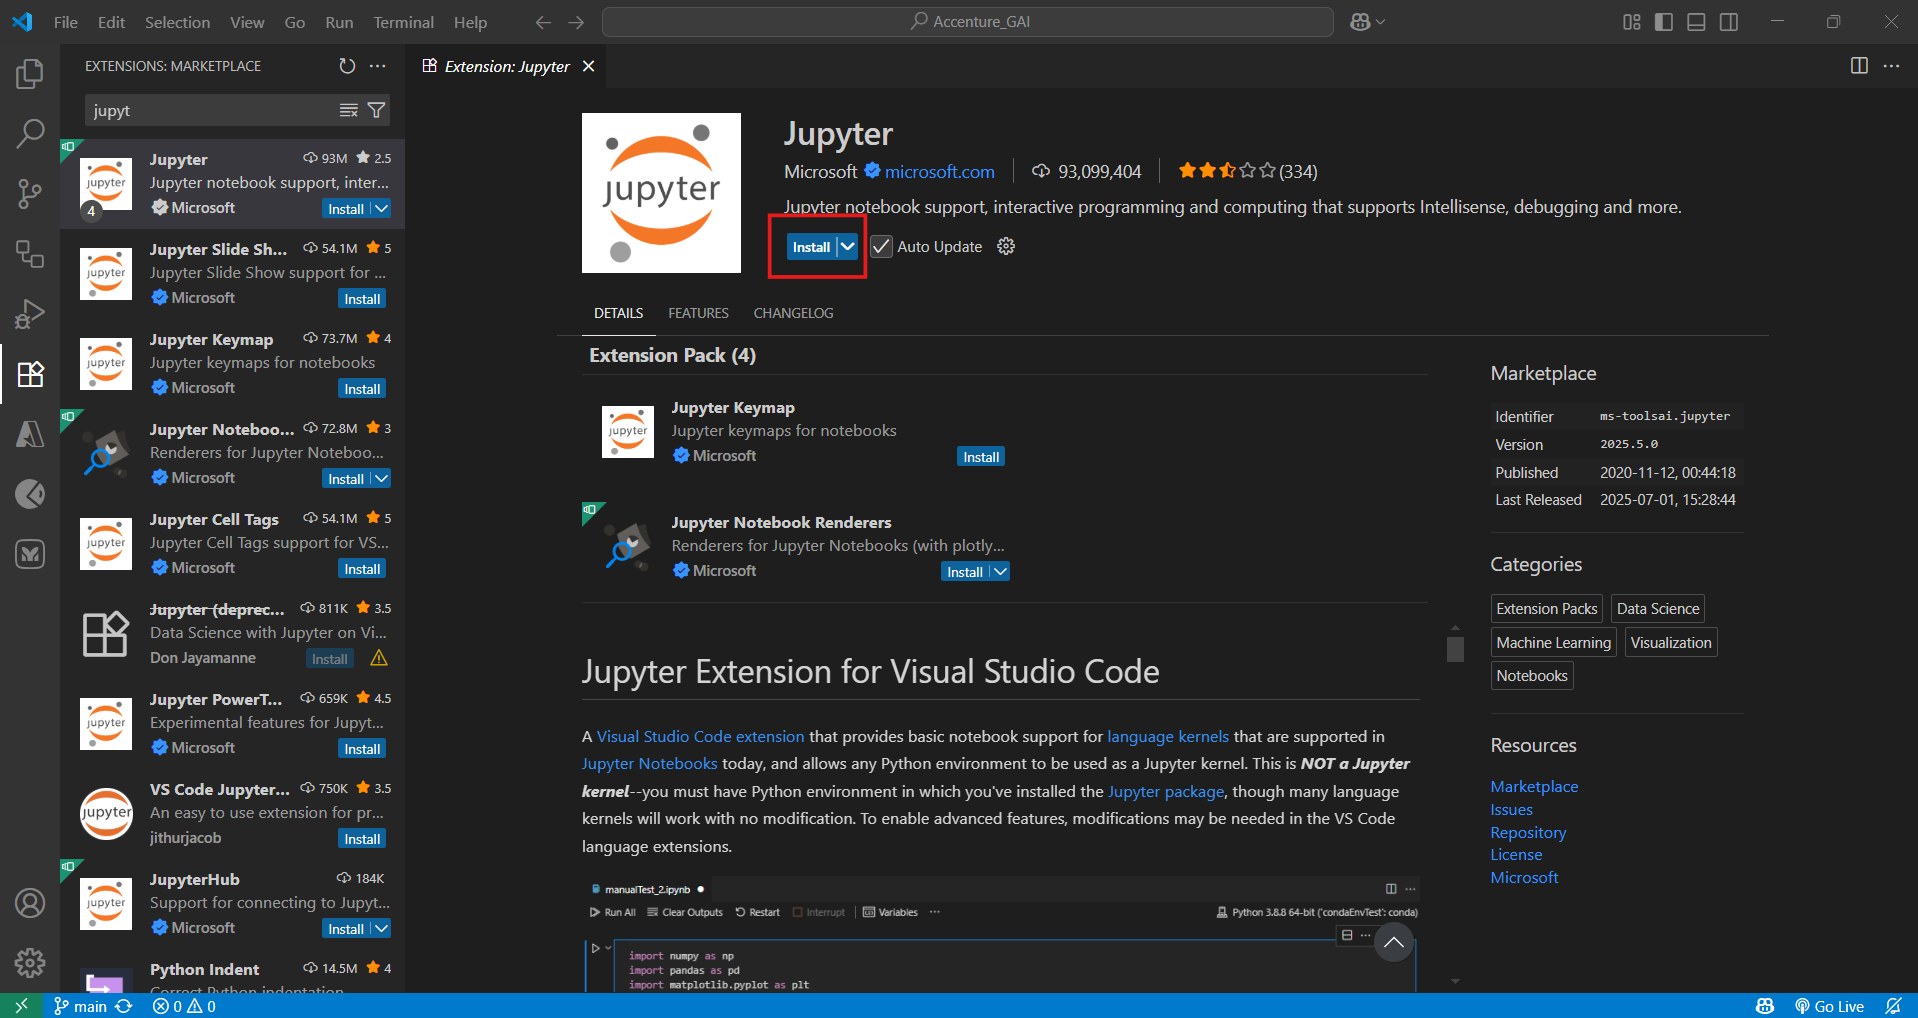 File Edit Selection View Go Run Terminal Help
Accenture_GAI
EXTENSIONS: MARKETPLACE
jupyt
Jupyter 93M 2.5
Jupyter notebook support, inter...
Microsoft Install
4
Jupyter Slide Sh... 54.1M 5
Jupyter Slide Show support for ...
Microsoft Install
Jupyter Keymap 73.7M 4
Jupyter keymaps for notebooks
Microsoft Install
Jupyter Noteboo... 72.8M 3
Renderers for Jupyter Noteboo...
Microsoft Install
Jupyter Cell Tags 54.1M 5
Jupyter Cell Tags support for VS...
Microsoft Install
Jupyter (deprec... 811K 3.5
Data Science with Jupyter on Vi...
Don Jayamanne Install
Jupyter PowerT... 659K 4.5
Experimental features for Jupyt...
Microsoft Install
VS Code Jupyter... 750K 3.5
An easy to use extension for pr...
jithurjacob Install
JupyterHub 184K
Support for connecting to Jupyt...
Microsoft Install
Python Indent 14.5M 4
Correct Python indentation
Extension: Jupyter
jupyter
Jupyter
Microsoft microsoft.com 93,099,404 (334)
Jupyter notebook support, interactive programming and computing that supports Intellisense, debugging and more.
Install Auto Update
DETAILS FEATURES CHANGELOG
Extension Pack (4)
jupyter
Jupyter Keymap
Jupyter keymaps for notebooks
Microsoft Install
Jupyter Notebook Renderers
Renderers for Jupyter Notebooks (with plotly...
Microsoft Install
Jupyter Extension for Visual Studio Code
A Visual Studio Code extension that provides basic notebook support for language kernels that are supported in
Jupyter Notebooks today, and allows any Python environment to be used as a Jupyter kernel. This is NOT a Jupyter
kernel--you must have Python environment in which you've installed the Jupyter package, though many language
kernels will work with no modification. To enable advanced features, modifications may be needed in the VS Code
language extensions.
manualTest_2.ipynb
Run All Clear Outputs Restart Interrupt Variables Python 3.8.8 64-bit ('condaEnvTest': conda)
import numpy as np
import pandas as pd
import matplotlib.pyplot as plt
Marketplace
Identifier ms-toolsai.jupyter
Version 2025.5.0
Published 2020-11-12, 00:44:18
Last Released 2025-07-01, 15:28:44
Categories
Extension Packs Data Science
Machine Learning Visualization
Notebooks
Resources
Marketplace
Issues
Repository
License
Microsoft
main 0 0 Go Live